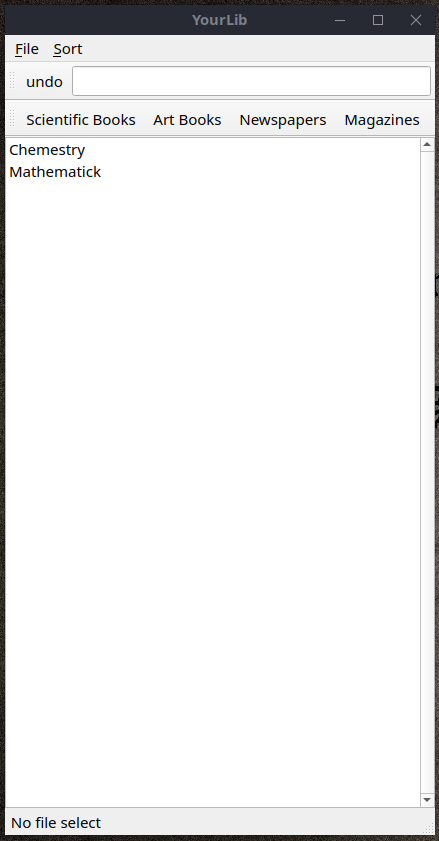 YourLib
File Sort
undo
Scientific Books Art Books Newspapers Magazines
Chemestry
Mathematick
No file select